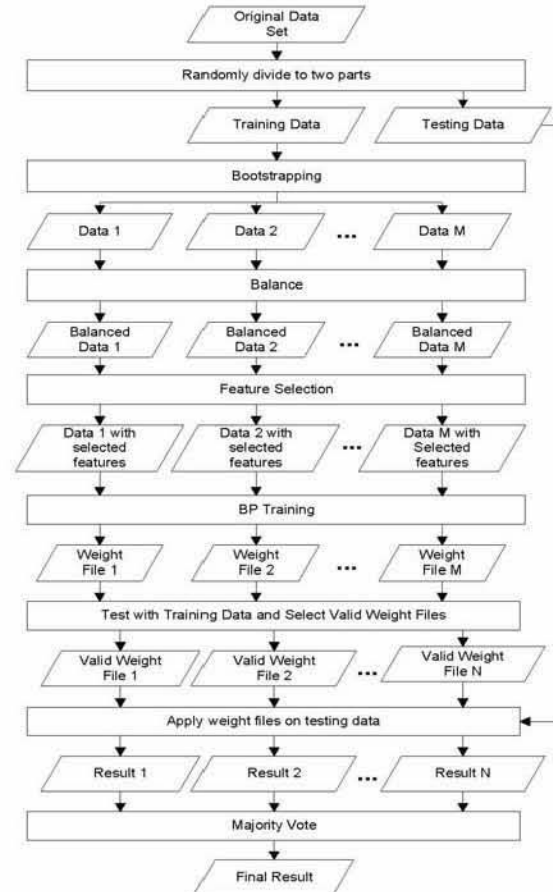 Original Data
Set
Randomly divide to two parts
Training Data
Testing Data
Bootstrapping
Data 1
Data 2
...
Data M
Balance
Balanced
Data 1
Balanced
Data 2
...
Balanced
Data M
Feature Selection
Data 1 with
selected
features
Data 2 with
selected
features
...
Data M with
Selected
features
BP Training
Weight
File 1
Weight
File 2
...
Weight
File M
Test with Training Data and Select Valid Weight Files
Valid Weight
File 1
Valid Weight
File 2
...
Valid Weight
File N
Apply weight files on testing data
Result 1
Result 2
...
Result N
Majority Vote
Final Result